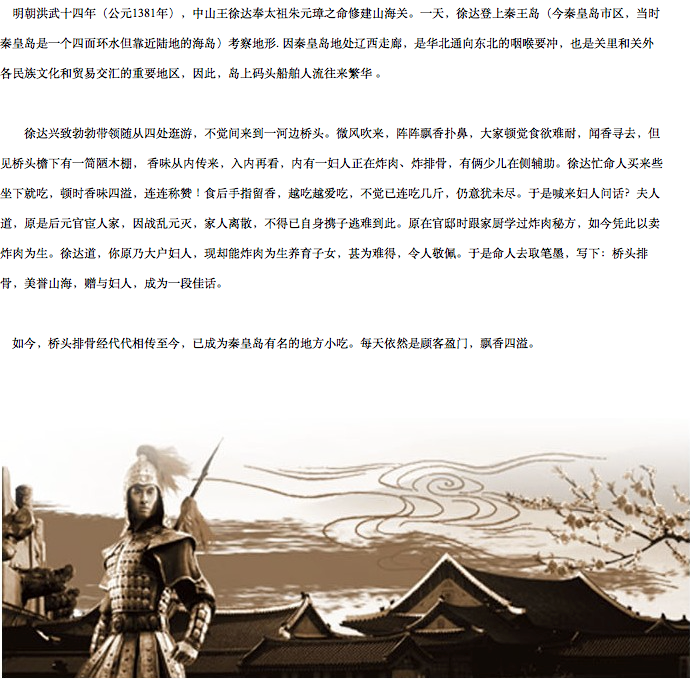 明朝洪武十四年（公元1381年），中山王徐达奉太祖朱元璋之命修建山海关。一天，徐达登上秦王岛（今秦皇岛市区，当时
秦皇岛是一个四面环水但靠近陆地的海岛）考察地形. 因秦皇岛地处辽西走廊，是华北通向东北的咽喉要冲，也是关里和关外
各民族文化和贸易交汇的重要地区，因此，岛上码头船舶人流往来繁华 。
徐达兴致勃勃带领随从四处逛游，不觉间来到一河边桥头。微风吹来，阵阵飘香扑鼻，大家顿觉食欲难耐，闻香寻去，但
见桥头檐下有一简陋木棚， 香味从内传来，入内再看，内有一妇人正在炸肉、炸排骨，有俩少儿在侧辅助。徐达忙命人买来些
坐下就吃，顿时香味四溢，连连称赞！食后手指留香，越吃越爱吃，不觉已连吃几斤，仍意犹未尽。于是喊来妇人问话？夫人
道，原是后元官宦人家，因战乱元灭，家人离散，不得已自身携子逃难到此。原在官邸时跟家厨学过炸肉秘方，如今凭此以卖
炸肉为生。徐达道，你原乃大户妇人，现却能炸肉为生养育子女，甚为难得，令人敬佩。于是命人去取笔墨，写下：桥头排
骨，美誉山海，赠与妇人，成为一段佳话。
如今，桥头排骨经代代相传至今，已成为秦皇岛有名的地方小吃。每天依然是顾客盈门，飘香四溢。